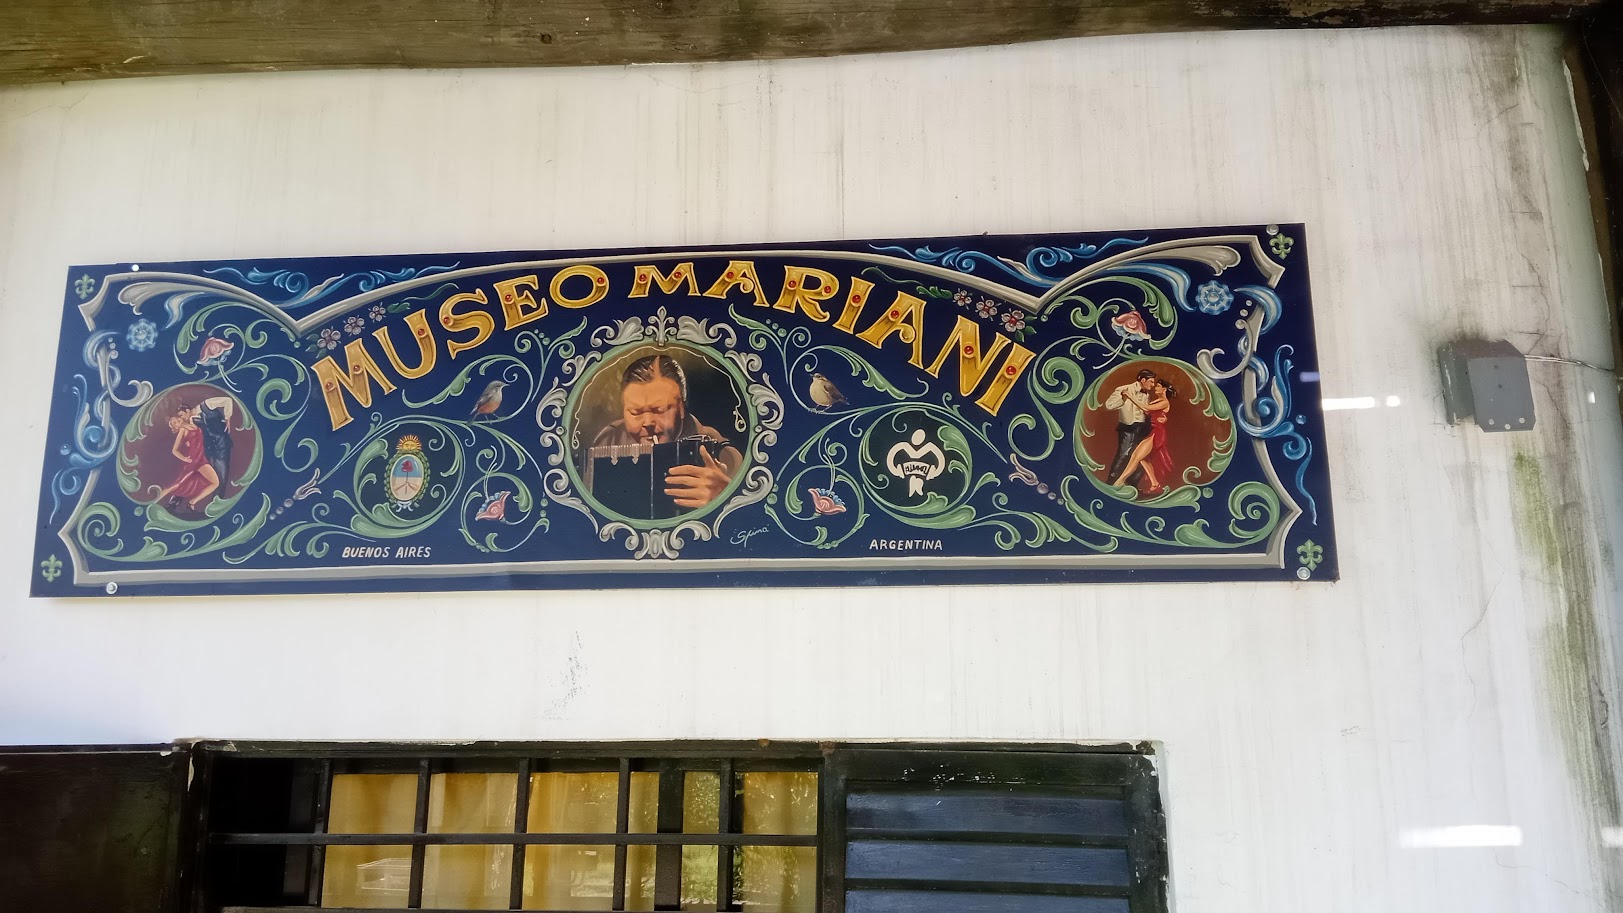 MUSEO MARIANI
BUENOS AIRES
ARGENTINA